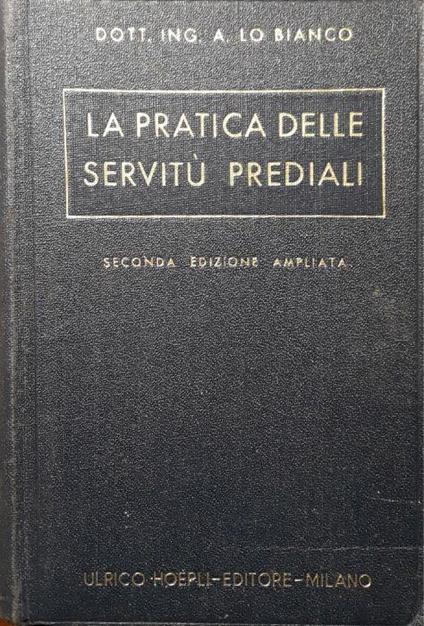 DOTT. ING. A. LO BIANCO
LA PRATICA DELLE
SERVITÙ PREDIALI
SECONDA EDIZIONE AMPLIATA
ULRICO HOEPLI-EDITORE-MILANO